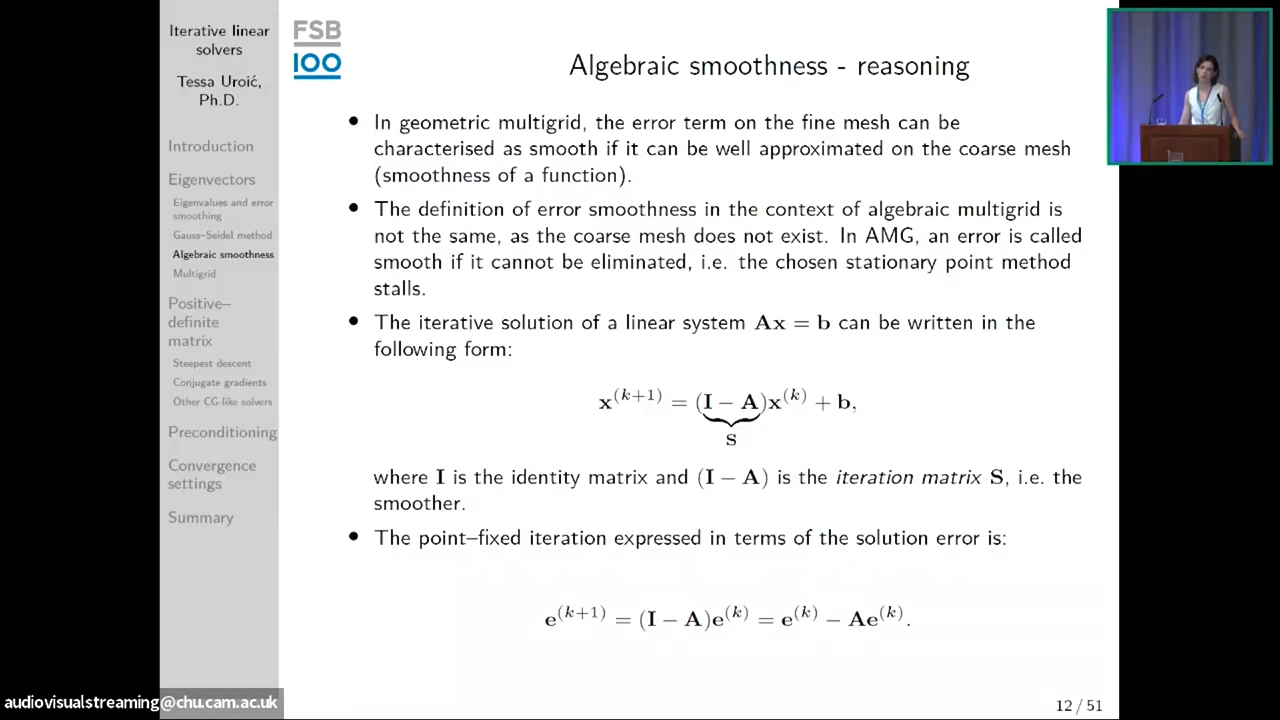 Iterative linear
solvers
Tessa Uroić,
Ph.D.
Introduction
Eigenvectors
Eigenvalues and error
smoothing
Gauss–Seidel method
Algebraic smoothness
Multigrid
Positive–
definite
matrix
Steepest descent
Conjugate gradients
Other CG-like solvers
Preconditioning
Convergence
settings
Summary
FSB
100
Algebraic smoothness - reasoning
• In geometric multigrid, the error term on the fine mesh can be
characterised as smooth if it can be well approximated on the coarse mesh
(smoothness of a function).
• The definition of error smoothness in the context of algebraic multigrid is
not the same, as the coarse mesh does not exist. In AMG, an error is called
smooth if it cannot be eliminated, i.e. the chosen stationary point method
stalls.
• The iterative solution of a linear system Ax = b can be written in the
following form:
x^(k+1) = (I − A)x^(k) + b,
S
where I is the identity matrix and (I − A) is the iteration matrix S, i.e. the
smoother.
• The point–fixed iteration expressed in terms of the solution error is:
e^(k+1) = (I − A)e^(k) = e^(k) − Ae^(k).
12 / 51
audiovisualstreaming@chu.cam.ac.uk